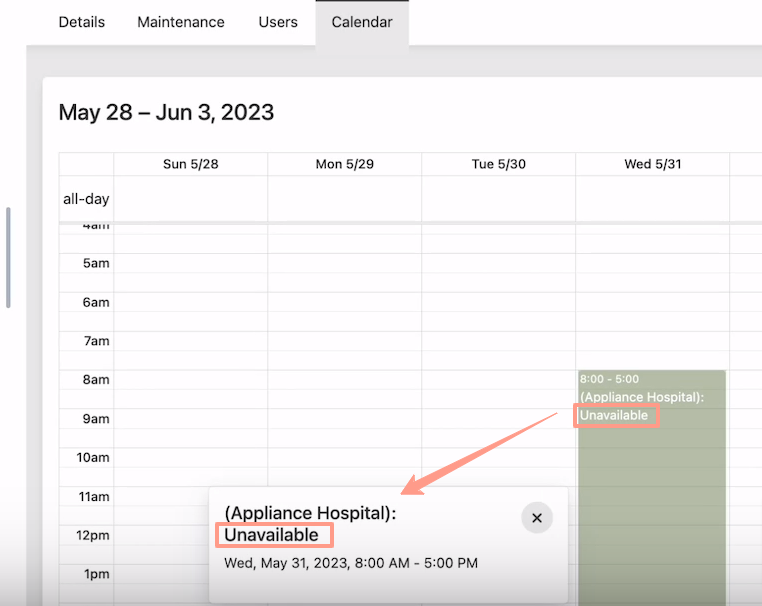 Details Maintenance Users Calendar
May 28 – Jun 3, 2023
Sun 5/28 Mon 5/29 Tue 5/30 Wed 5/31
all-day
4am
5am
6am
7am
8am
8:00 - 5:00
(Appliance Hospital):
Unavailable
9am
10am
11am
12pm
1pm
(Appliance Hospital):
Unavailable
Wed, May 31, 2023, 8:00 AM - 5:00 PM